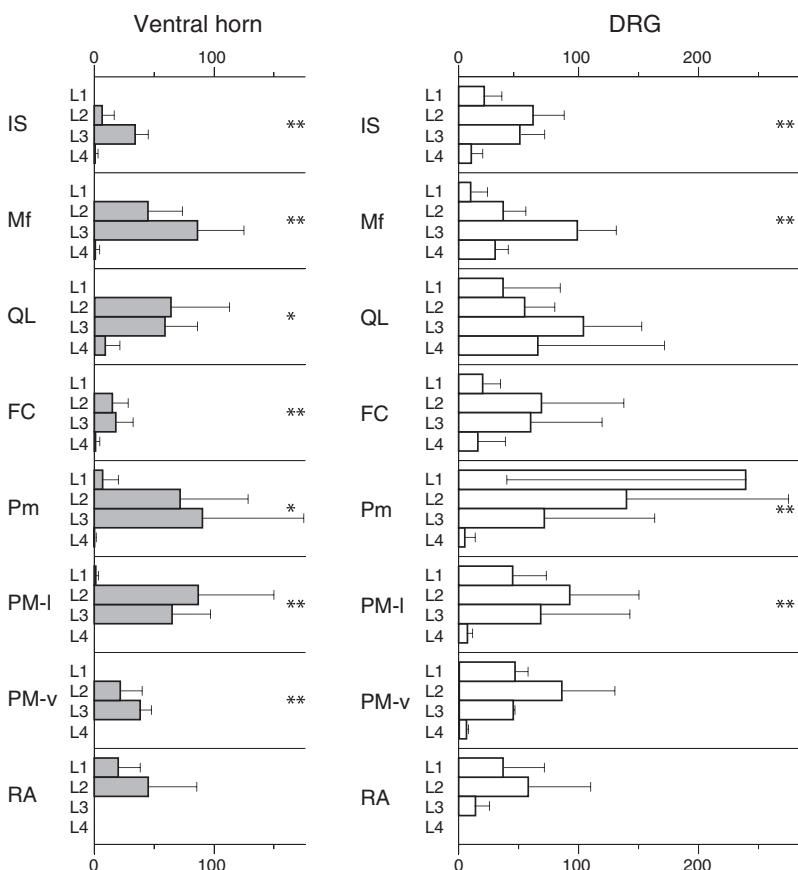 Ventral horn DRG
0 100 0 100 200
L1 L1
IS L2 ** IS L2 **
L3 L3
L4 L4
L1 L1
Mf L2 ** Mf L2 **
L3 L3
L4 L4
L1 L1
QL L2 * QL L2
L3 L3
L4 L4
L1 L1
FC L2 ** FC L2
L3 L3
L4 L4
L1 L1
Pm L2 * Pm L2 **
L3 L3
L4 L4
L1 L1
PM-l L2 ** PM-l L2 **
L3 L3
L4 L4
L1 L1
PM-v L2 ** PM-v L2
L3 L3
L4 L4
L1 L1
RA L2 RA L2
L3 L3
L4 L4
0 100 0 100 200